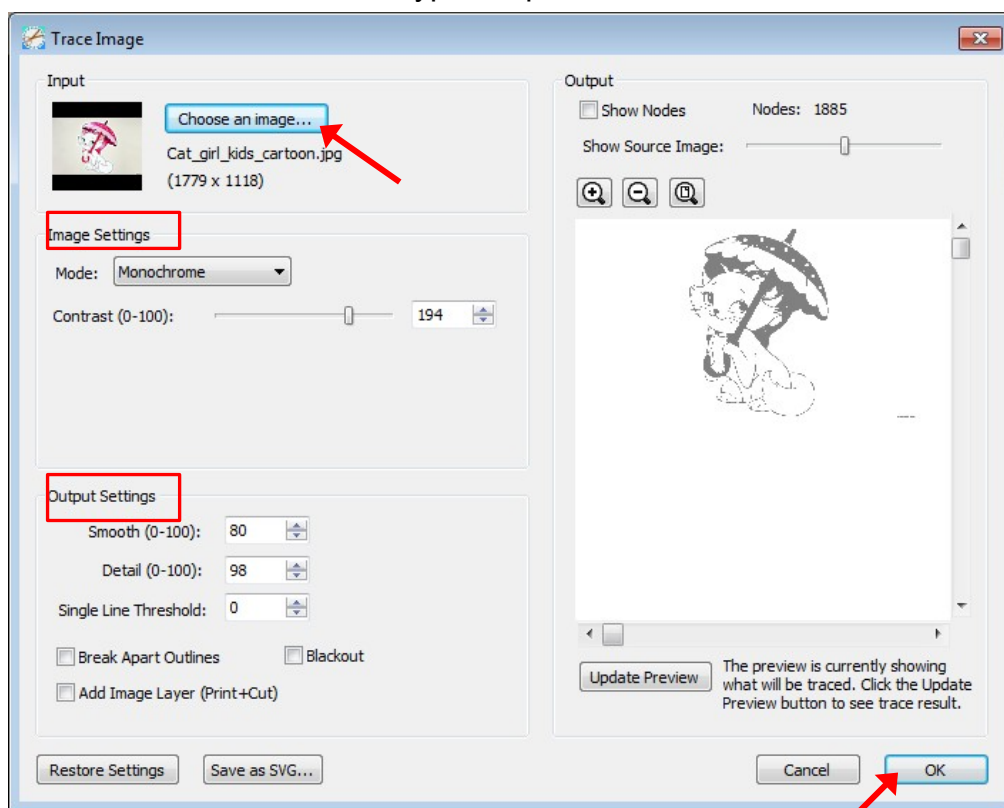 Trace Image
Input
Choose an image...
Cat_girl_kids_cartoon.jpg
(1779 x 1118)
Image Settings
Mode: Monochrome
Contrast (0-100): 194
Output Settings
Smooth (0-100): 80
Detail (0-100): 98
Single Line Threshold: 0
Break Apart Outlines Blackout
Add Image Layer (Print+Cut)
Restore Settings Save as SVG...
Output
Show Nodes Nodes: 1885
Show Source Image:
Update Preview
The preview is currently showing
what will be traced. Click the Update
Preview button to see trace result.
Cancel OK